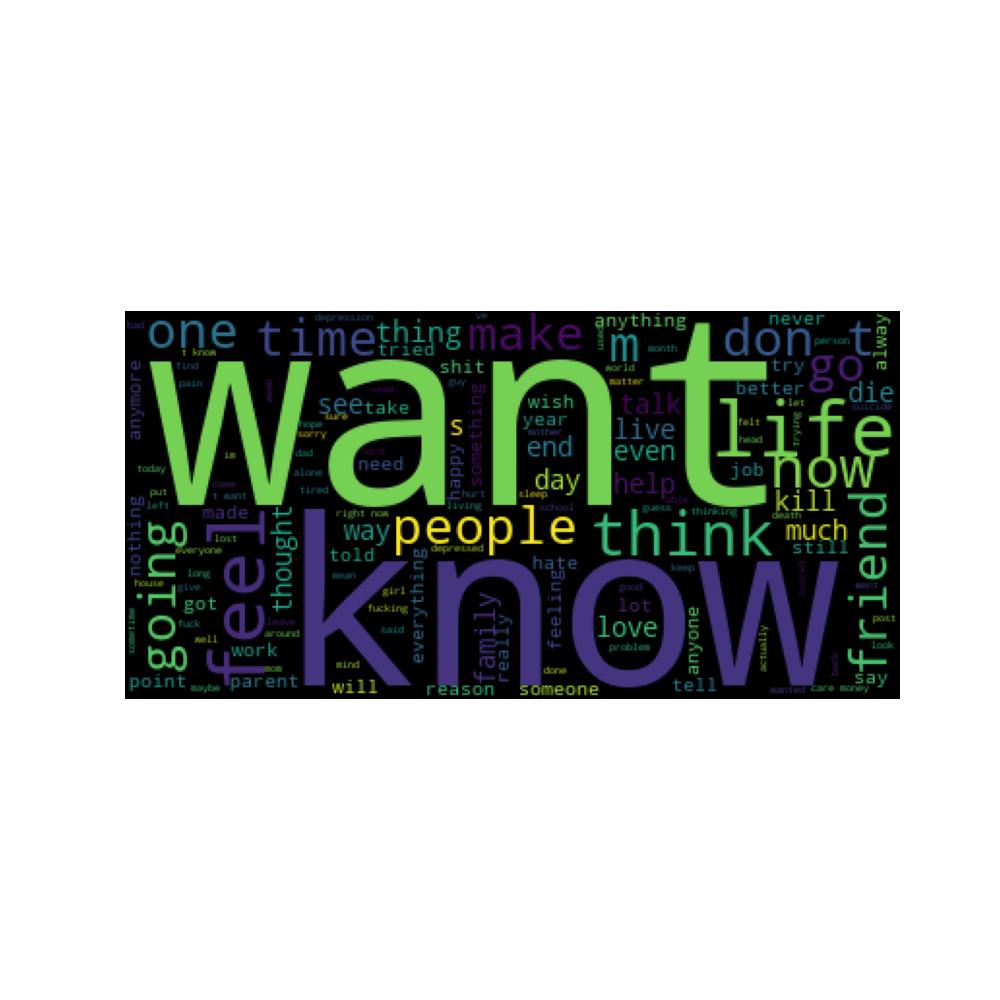 want
know
life
people
think
feel
going
friend
now
one
time
thing
make
don
t
go
m
anything
never
alway
depression
ve
bad
t know
tried
used
month
person
find
shit
world
try
pain
week
guy
matter
better
die
anymore
see
take
wish
talk
let
suicide
sure
hope
something
year
felt
sorry
s
mother
live
trying
head
im
dad
end
even
hard
need
happy
job
today
alone
come
day
help
able
put
t want
tired
hurt
sleep
kill
left
made
right now
living
school
guess
thinking
death
much
nothing
lost
thought
way
still
everyone
told
depressed
house
long
mean
everything
hate
feeling
keep
scared
give
girl
good
went
got
fucking
lot
fuck
family
love
post
sometime
leave
said
really
anyone
actually
look
well
around
work
problem
mom
mind
done
back
say
point
maybe
parent
will
reason
someone
tell
wanted
care
money